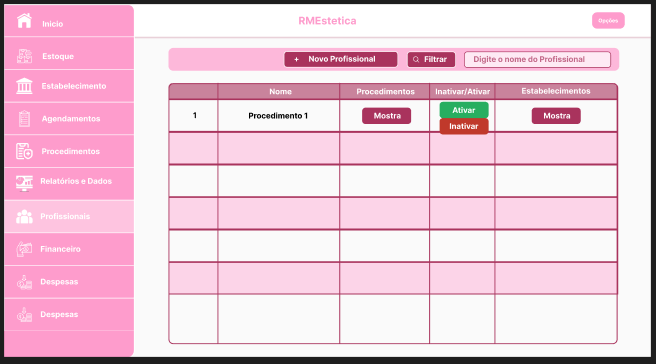 RMEstetica
Opções
Início
Estoque
Estabelecimento
Agendamentos
Procedimentos
Relatórios e Dados
Profissionais
Financeiro
Despesas
Despesas
+ Novo Profissional
Filtrar
Digite o nome do Profissional
Nome Procedimentos Inativar/Ativar Estabelecimentos
1 Procedimento 1 Mostra Ativar Mostra
Inativar